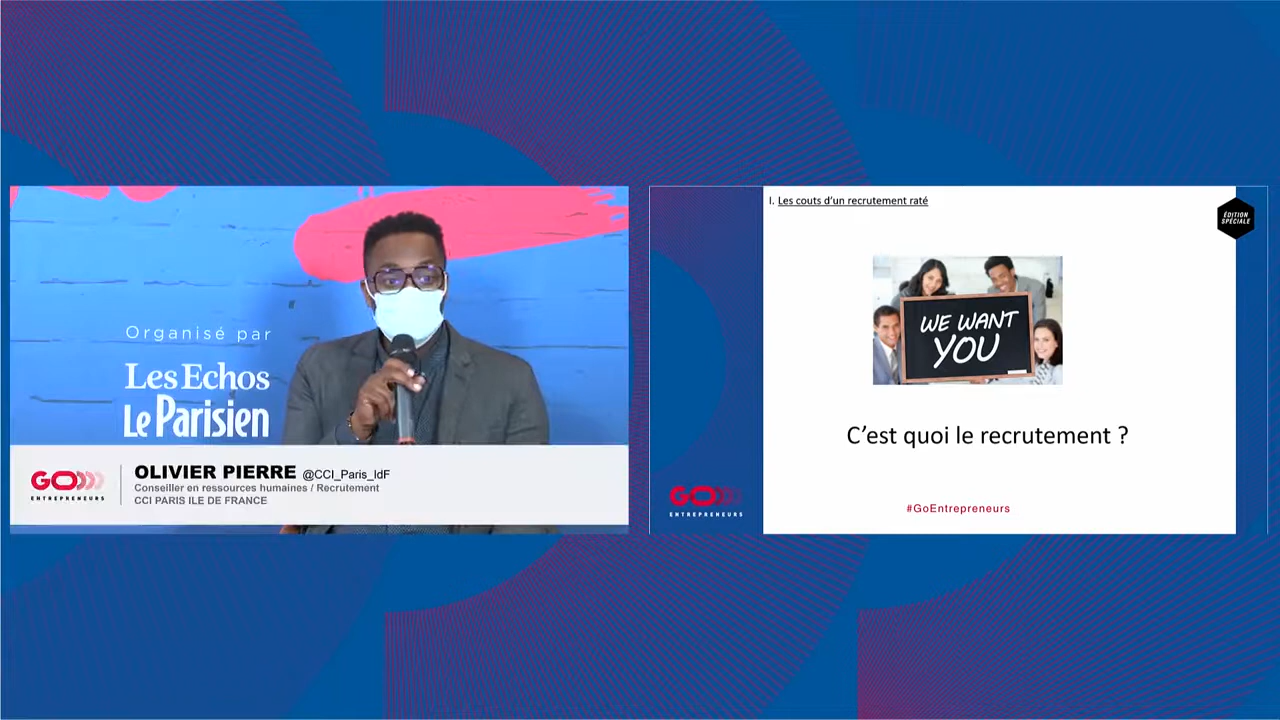 Organisé par
Les Echos
Le Parisien
GO
ENTREPRENEURS
OLIVIER PIERRE @CCI_Paris_IdF
Conseiller en ressources humaines / Recrutement
CCI PARIS ILE DE FRANCE
I. Les couts d'un recrutement raté
ÉDITION
SPÉCIALE
WE WANT
YOU
C'est quoi le recrutement ?
GO
ENTREPRENEURS
#GoEntrepreneurs